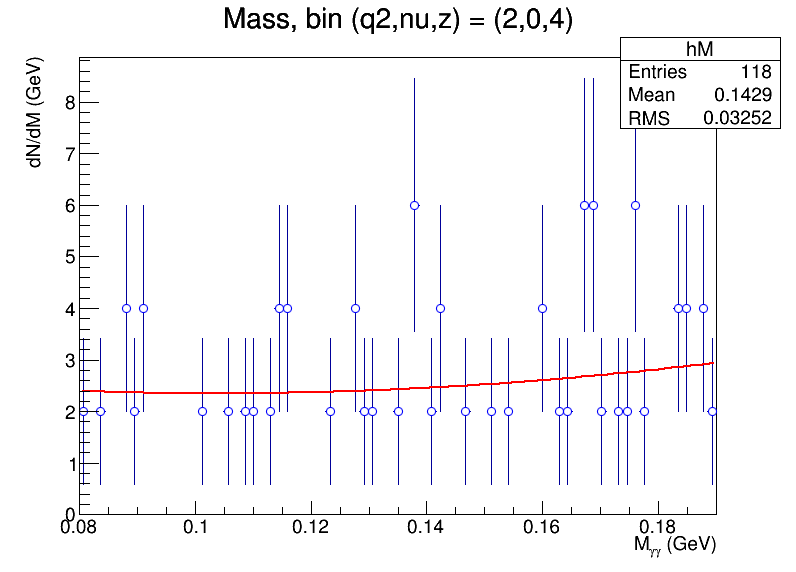 Mass, bin (q2,nu,z) = (2,0,4)
hM
Entries 118
Mean 0.1429
RMS 0.03252
dN/dM (GeV)
8
7
6
5
4
3
2
1
0
0.08 0.1 0.12 0.14 0.16 0.18
Mγγ (GeV)